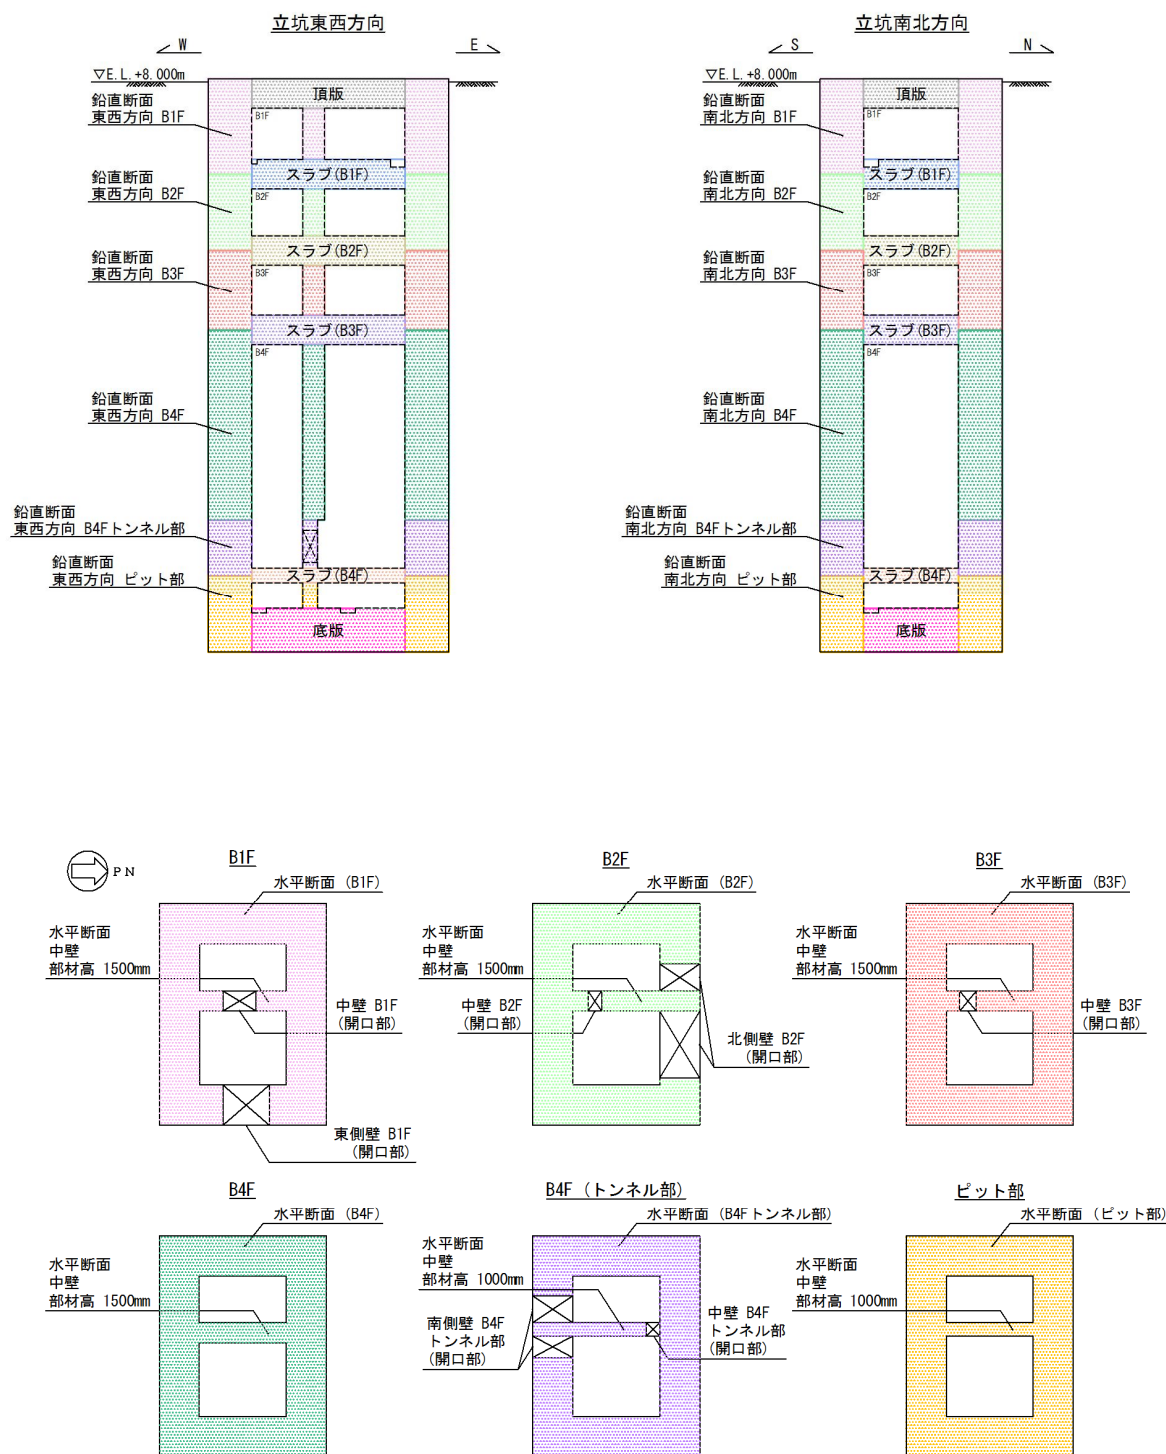 立坑東西方向
W
E
▽E.L.+8.000m
鉛直断面
東西方向 B1F
頂版
B1F
スラブ(B1F)
鉛直断面
東西方向 B2F
B2F
スラブ(B2F)
鉛直断面
東西方向 B3F
B3F
スラブ(B3F)
B4F
鉛直断面
東西方向 B4F
鉛直断面
東西方向 B4Fトンネル部
鉛直断面
東西方向 ピット部
スラブ(B4F)
底版
立坑南北方向
S
N
▽E.L.+8.000m
鉛直断面
南北方向 B1F
頂版
B1F
スラブ(B1F)
鉛直断面
南北方向 B2F
B2F
スラブ(B2F)
鉛直断面
南北方向 B3F
B3F
スラブ(B3F)
B4F
鉛直断面
南北方向 B4F
鉛直断面
南北方向 B4Fトンネル部
鉛直断面
南北方向 ピット部
スラブ(B4F)
底版
PN
B1F
水平断面 (B1F)
水平断面
中壁
部材高 1500mm
中壁 B1F
(開口部)
東側壁 B1F
(開口部)
B2F
水平断面 (B2F)
水平断面
中壁
部材高 1500mm
中壁 B2F
(開口部)
北側壁 B2F
(開口部)
B3F
水平断面 (B3F)
水平断面
中壁
部材高 1500mm
中壁 B3F
(開口部)
B4F
水平断面 (B4F)
水平断面
中壁
部材高 1500mm
B4F (トンネル部)
水平断面 (B4Fトンネル部)
水平断面
中壁
部材高 1000mm
南側壁 B4F
トンネル部
(開口部)
中壁 B4F
トンネル部
(開口部)
ピット部
水平断面 (ピット部)
水平断面
中壁
部材高 1000mm